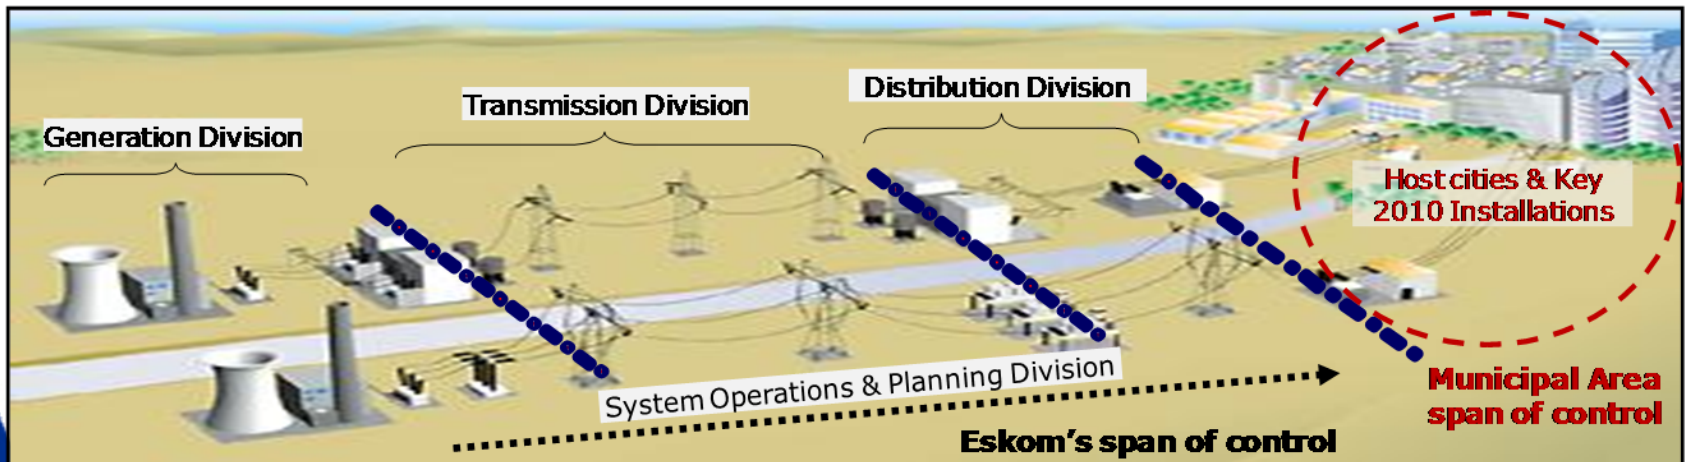 Generation Division
Transmission Division
Distribution Division
Host cities & Key
2010 Installations
System Operations & Planning Division
Municipal Area
span of control
Eskom's span of control